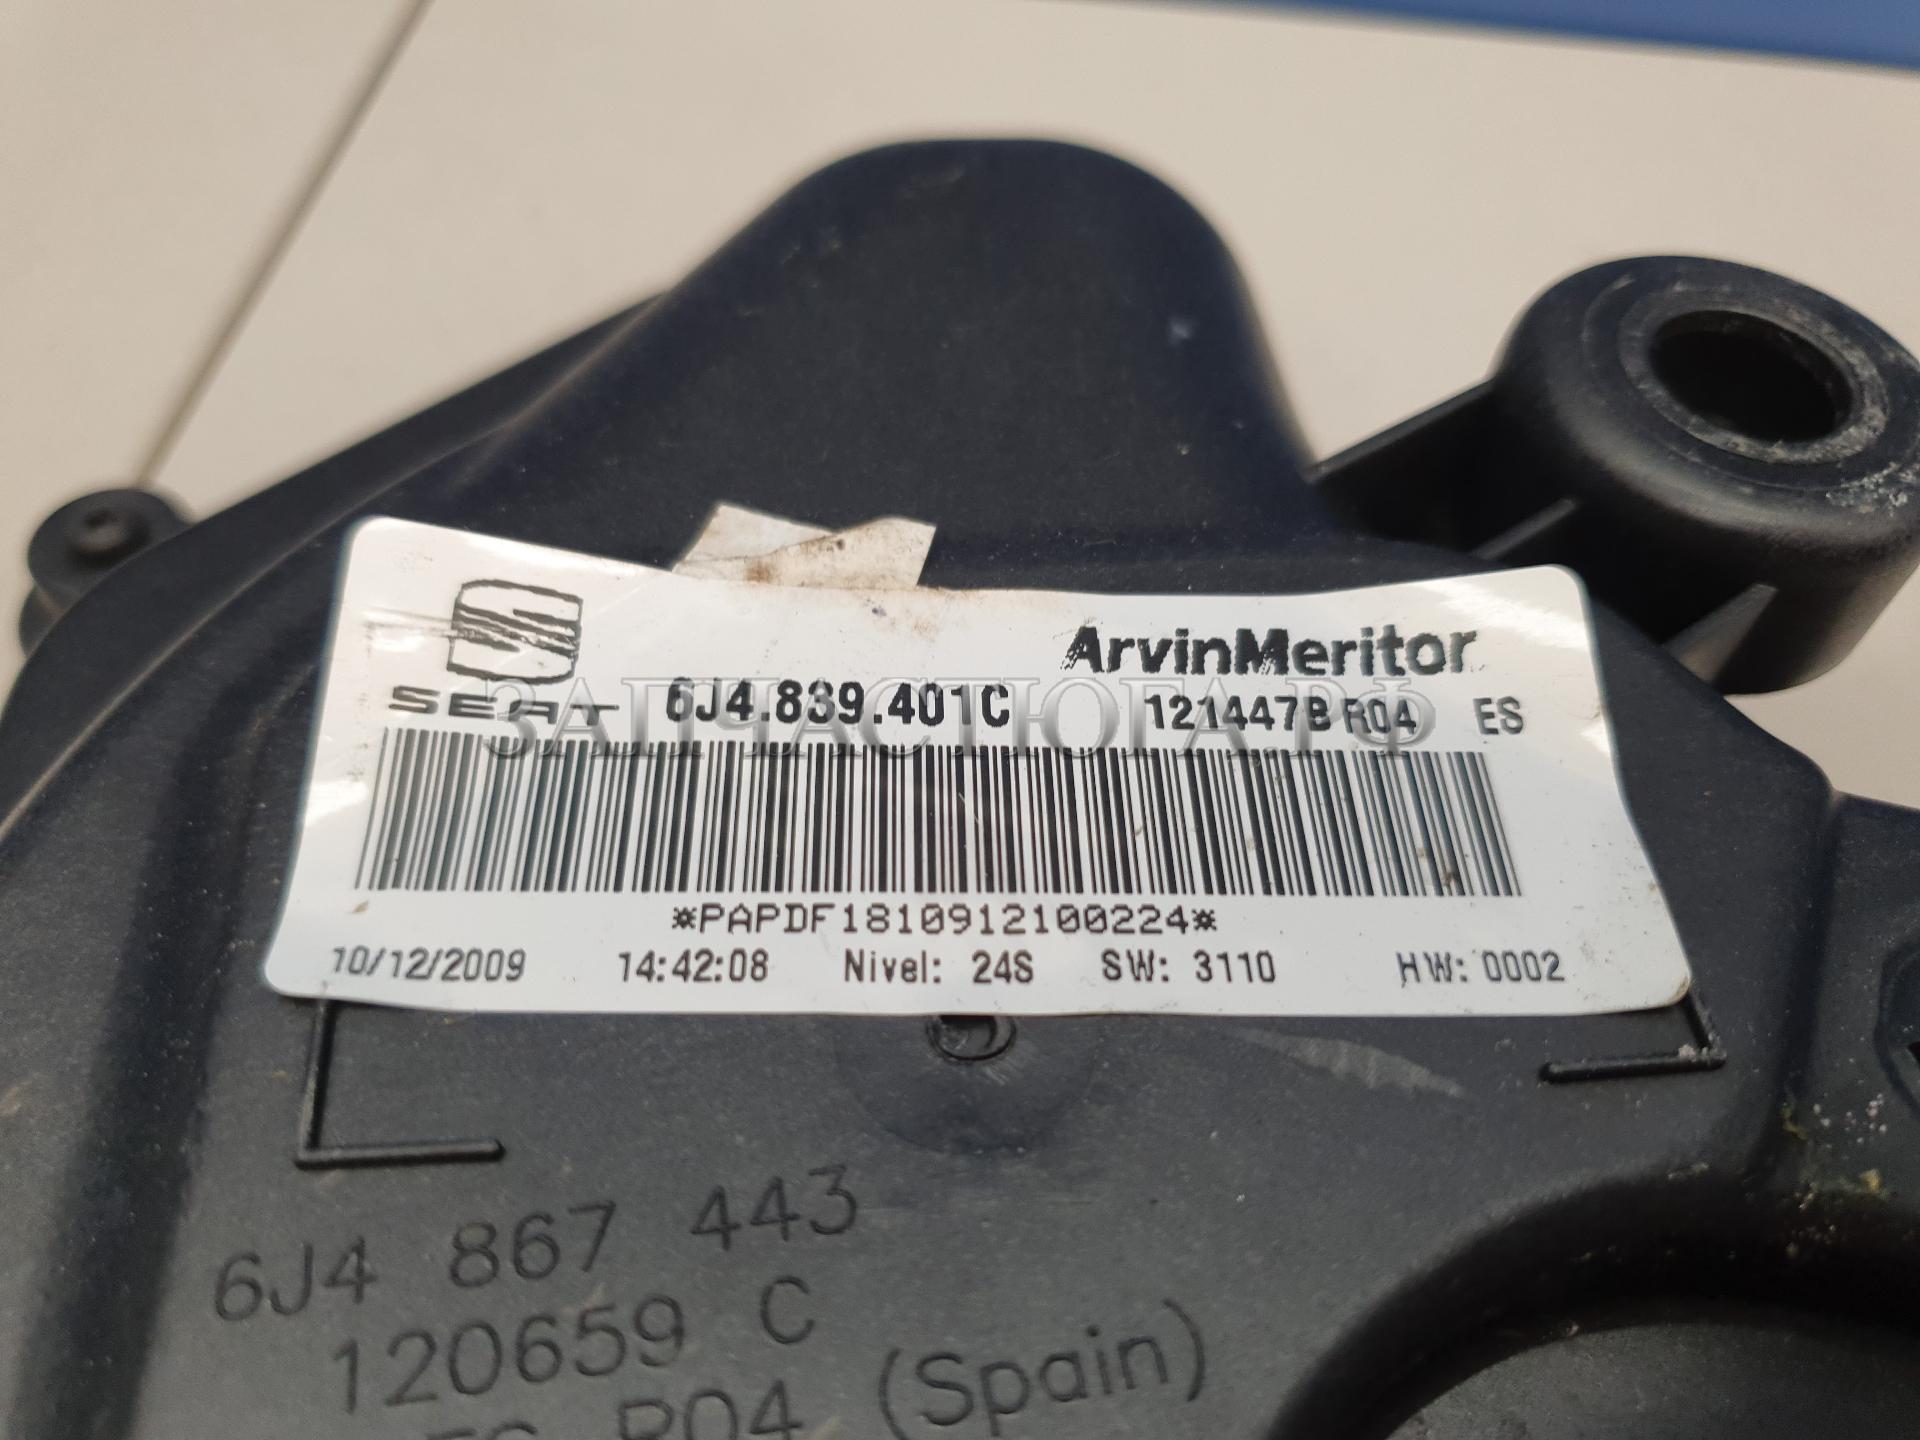 ArvinMeritor
SEAT 6J4.839.401C 121447B R04 ES
ЗАПЧАСТЮГА.РФ
*PAPDF1810912100224*
10/12/2009 14:42:08 Nivel: 24S SW: 3110 HW: 0002
6J4 867 443
120659 C
R04 (Spain)